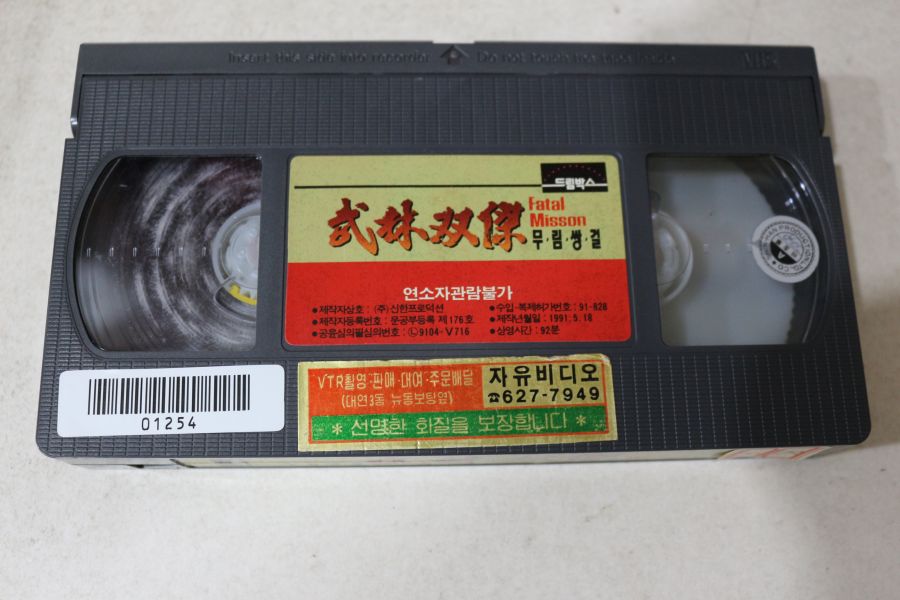 Insert this side into recorder
Do not touch the tape inside
VHS
드림박스
武林双傑
Fatal
Misson
무·림·쌍·걸
연소자관람불가
●제작자상호 : (주)신한프로덕션
●수입·복제허가번호 : 91-828
●제작자등록번호 : 문공부등록 제176호
●제작년월일 : 1991. 5. 18
●공윤심의필심의번호 : Ⓛ9104-V716
●상영시간 : 92분
01254
VTR촬영·판매·대여·주문배달
(대연3동 뉴동보탕옆)
자유비디오
☎627-7949
* 선명한 화질을 보장합니다 *